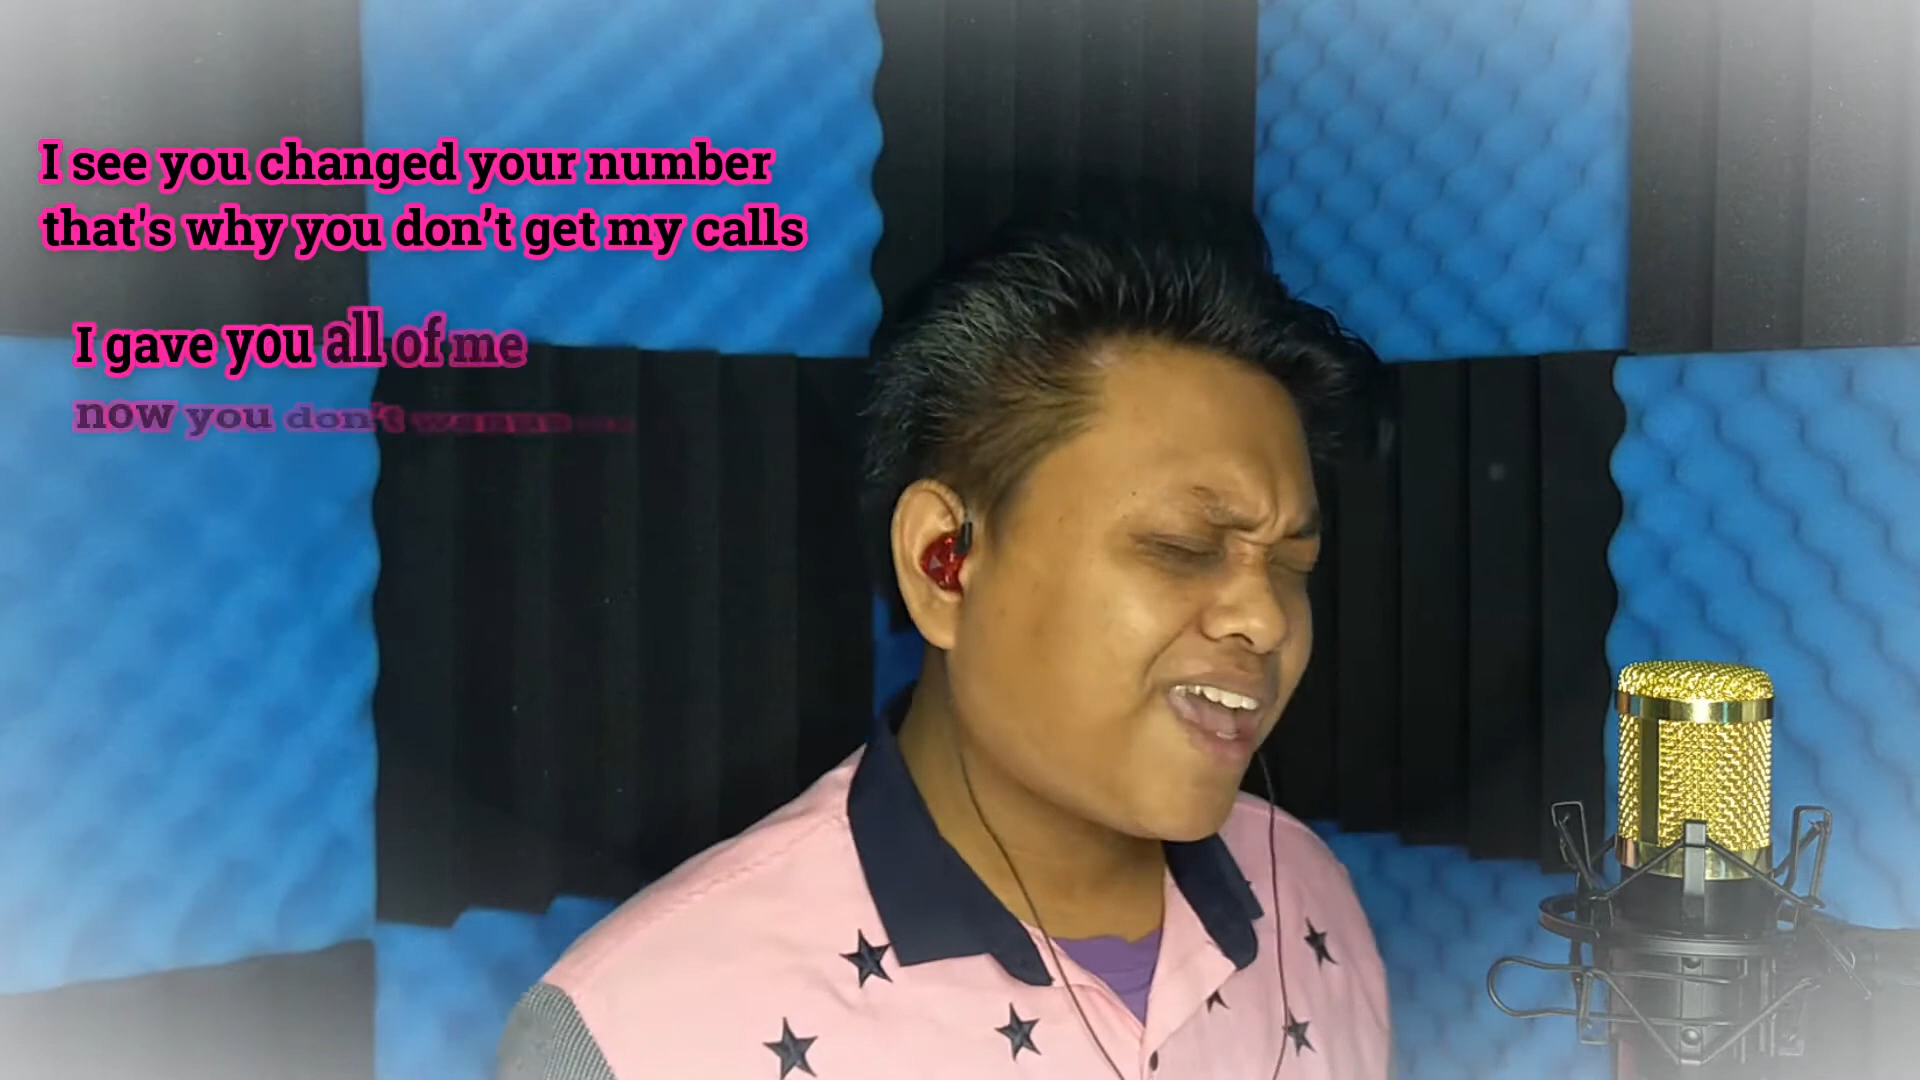 I see you changed your number
that's why you don’t get my calls
I gave you all of me
now you don't wanna